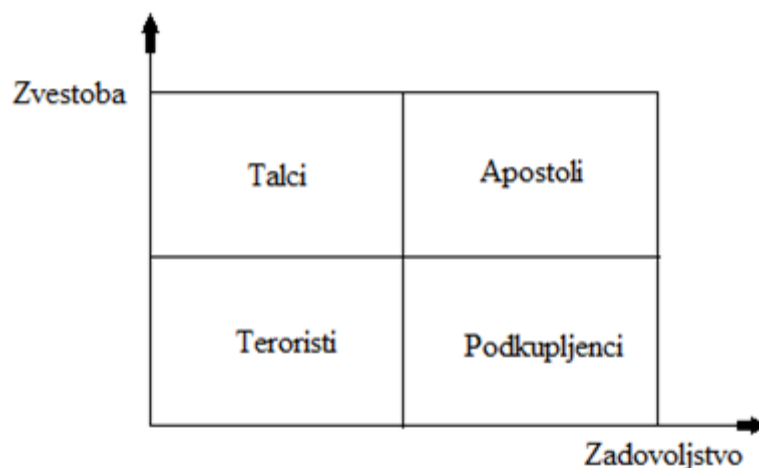 Zvestoba
Talci
Apostoli
Teroristi
Podkupljenci
Zadovoljstvo